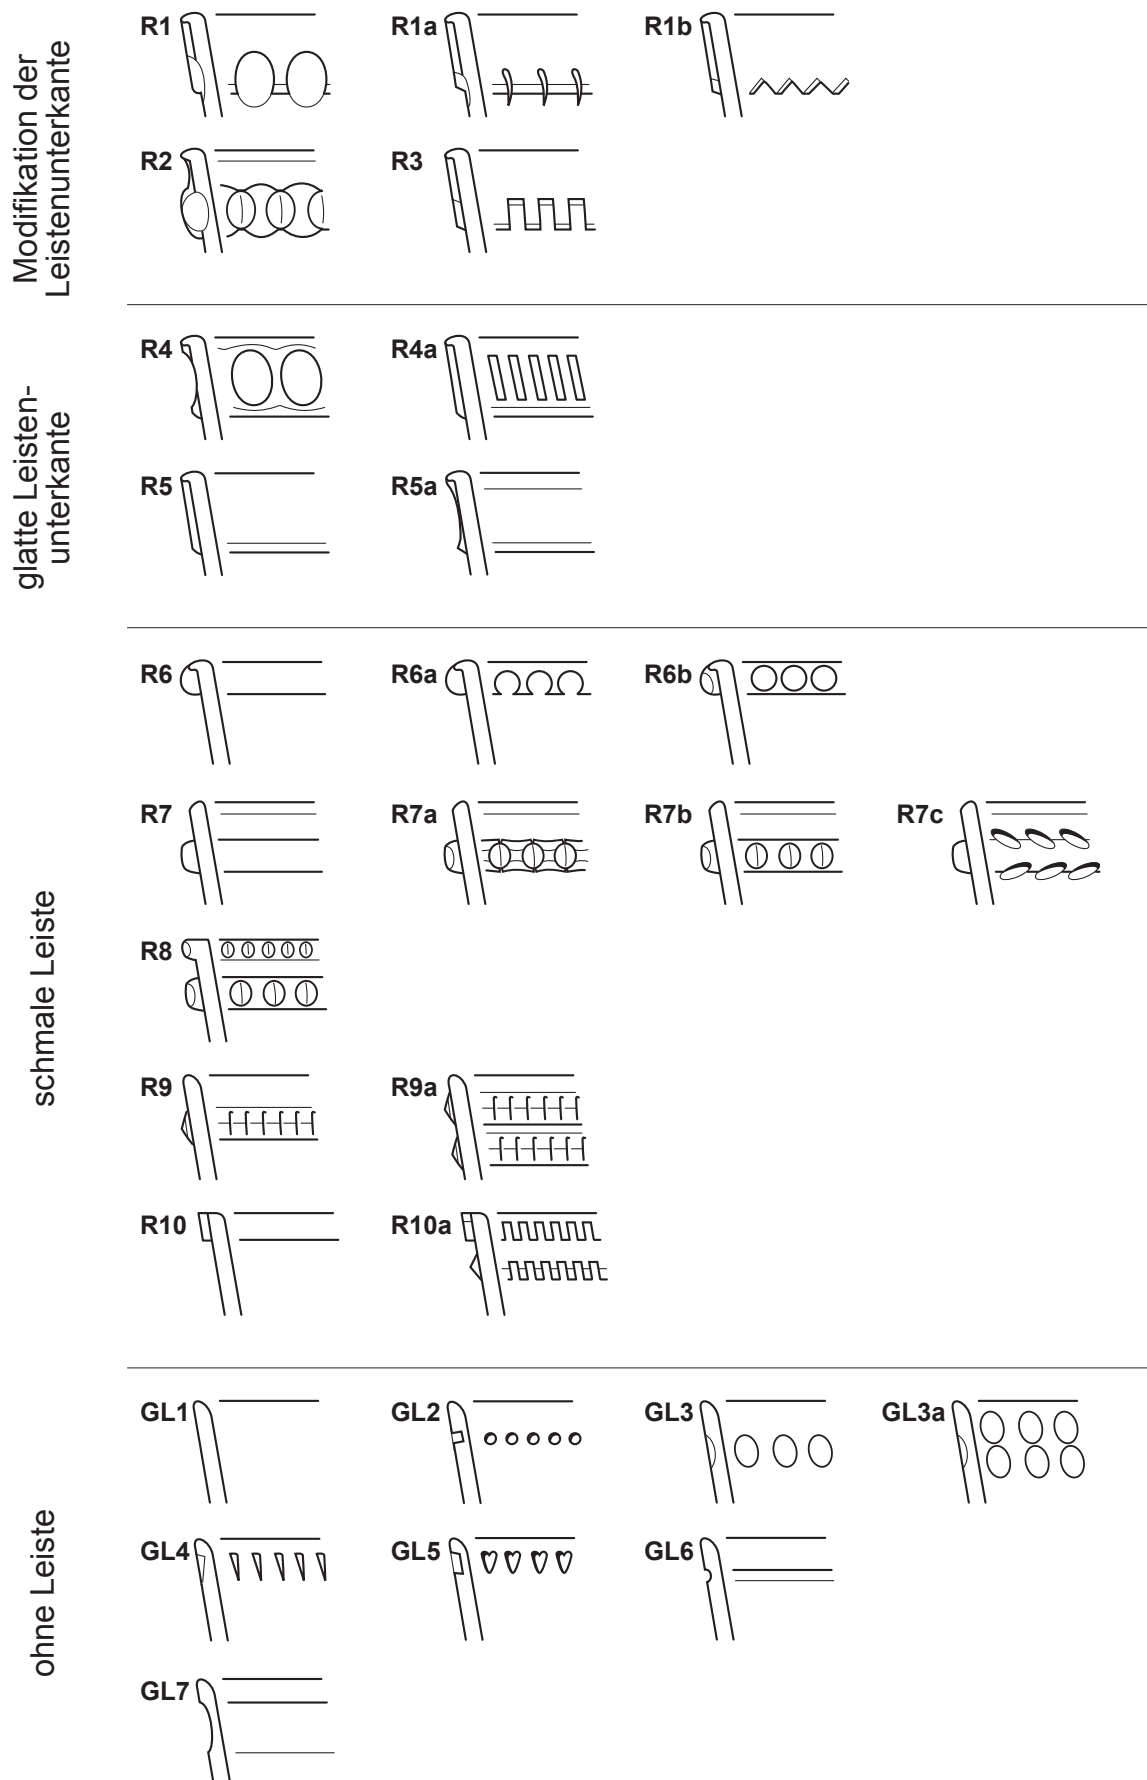 Modifikation der
Leistenunterkante
R1
R1a
R1b
R2
R3
glatte Leisten-
unterkante
R4
R4a
R5
R5a
schmale Leiste
R6
R6a
R6b
R7
R7a
R7b
R7c
R8
R9
R9a
R10
R10a
ohne Leiste
GL1
GL2
GL3
GL3a
GL4
GL5
GL6
GL7